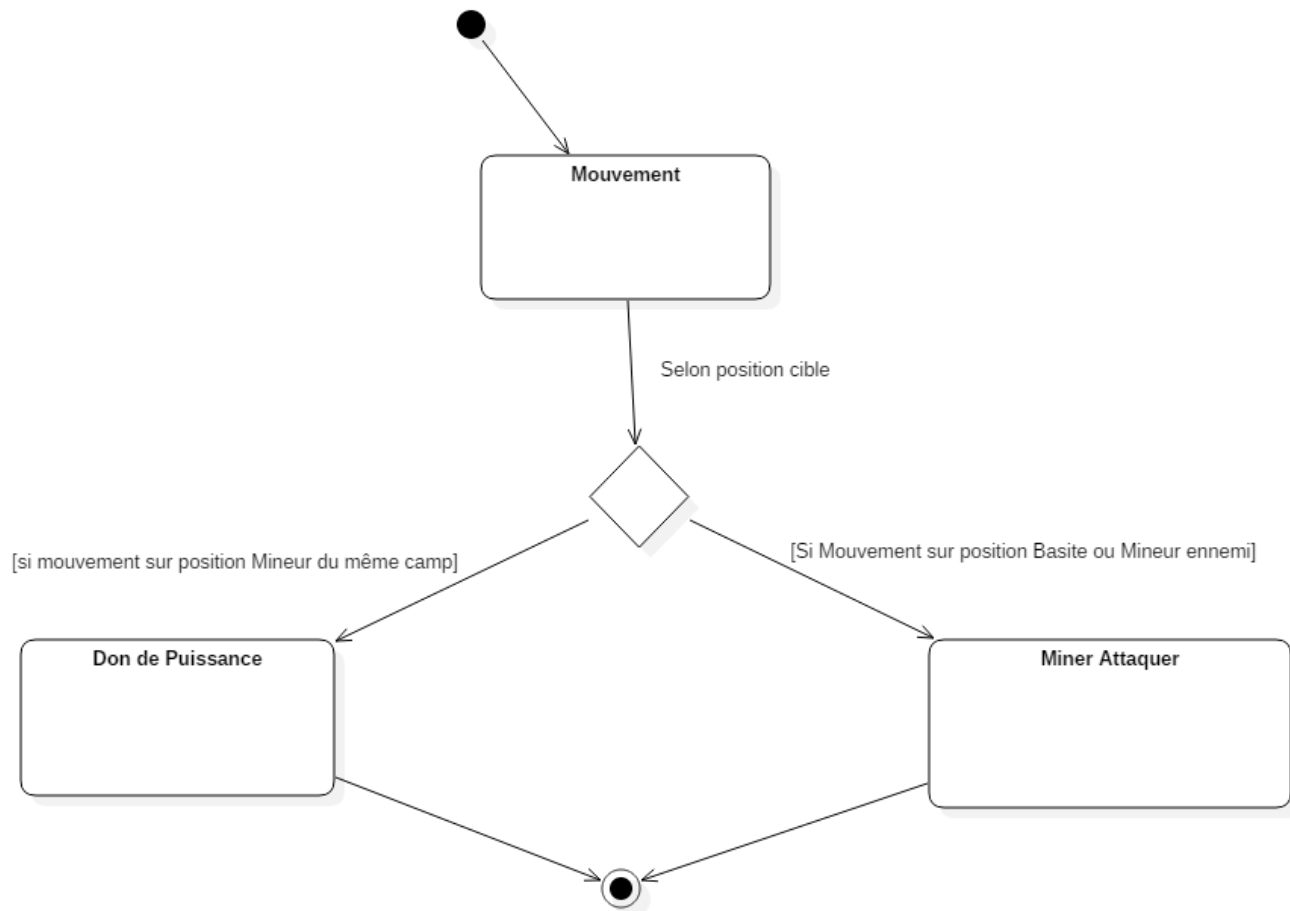 Mouvement
Selon position cible
[si mouvement sur position Mineur du même camp]
[Si Mouvement sur position Basite ou Mineur ennemi]
Don de Puissance
Miner Attaquer